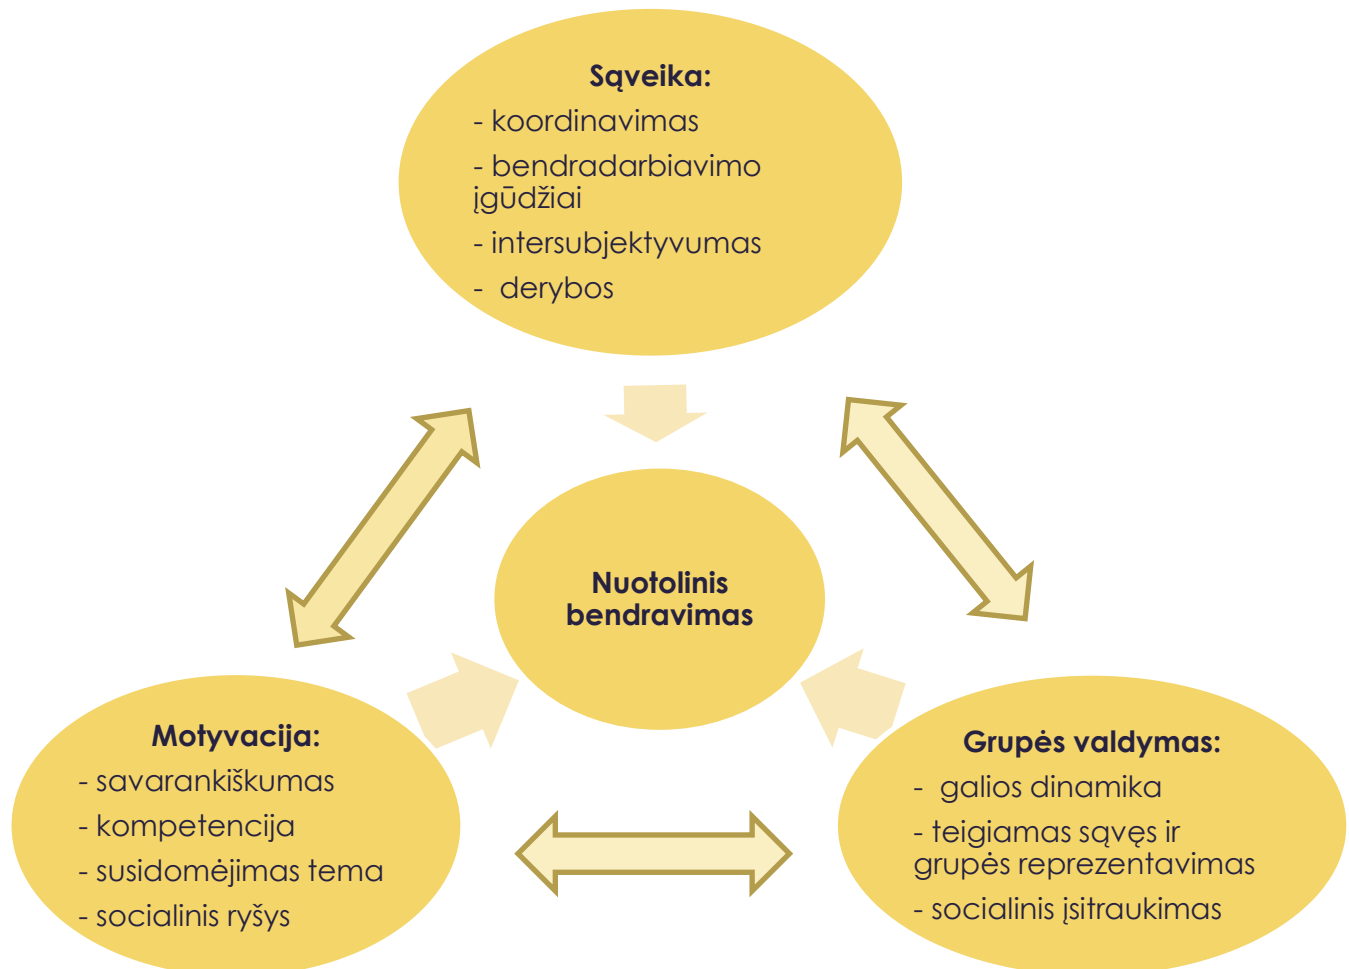 Sąveika:
- koordinavimas
- bendradarbiavimo
įgūdžiai
- intersubjektyvumas
-  derybos
Nuotolinis
bendravimas
Motyvacija:
- savarankiškumas
- kompetencija
- susidomėjimas tema
- socialinis ryšys
Grupės valdymas:
-  galios dinamika
- teigiamas sąvęs ir
grupės reprezentavimas
- socialinis įsitraukimas